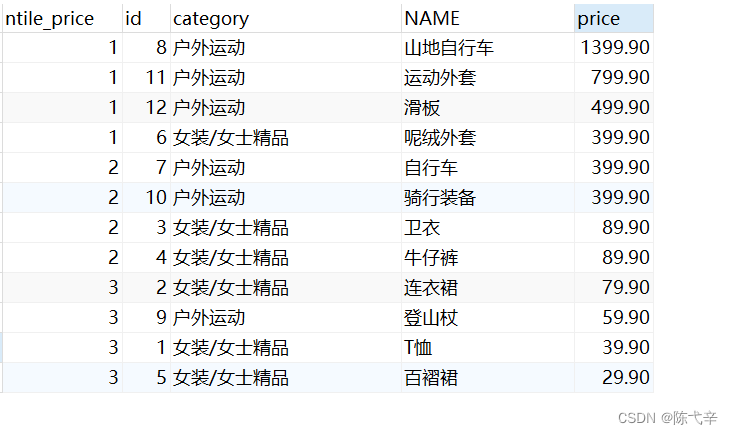 ntile_price id category NAME price
1 8 户外运动 山地自行车 1399.90
1 11 户外运动 运动外套 799.90
1 12 户外运动 滑板 499.90
1 6 女装/女士精品 呢绒外套 399.90
2 7 户外运动 自行车 399.90
2 10 户外运动 骑行装备 399.90
2 3 女装/女士精品 卫衣 89.90
2 4 女装/女士精品 牛仔裤 89.90
3 2 女装/女士精品 连衣裙 79.90
3 9 户外运动 登山杖 59.90
3 1 女装/女士精品 T恤 39.90
3 5 女装/女士精品 百褶裙 29.90
CSDN @陈弋辛